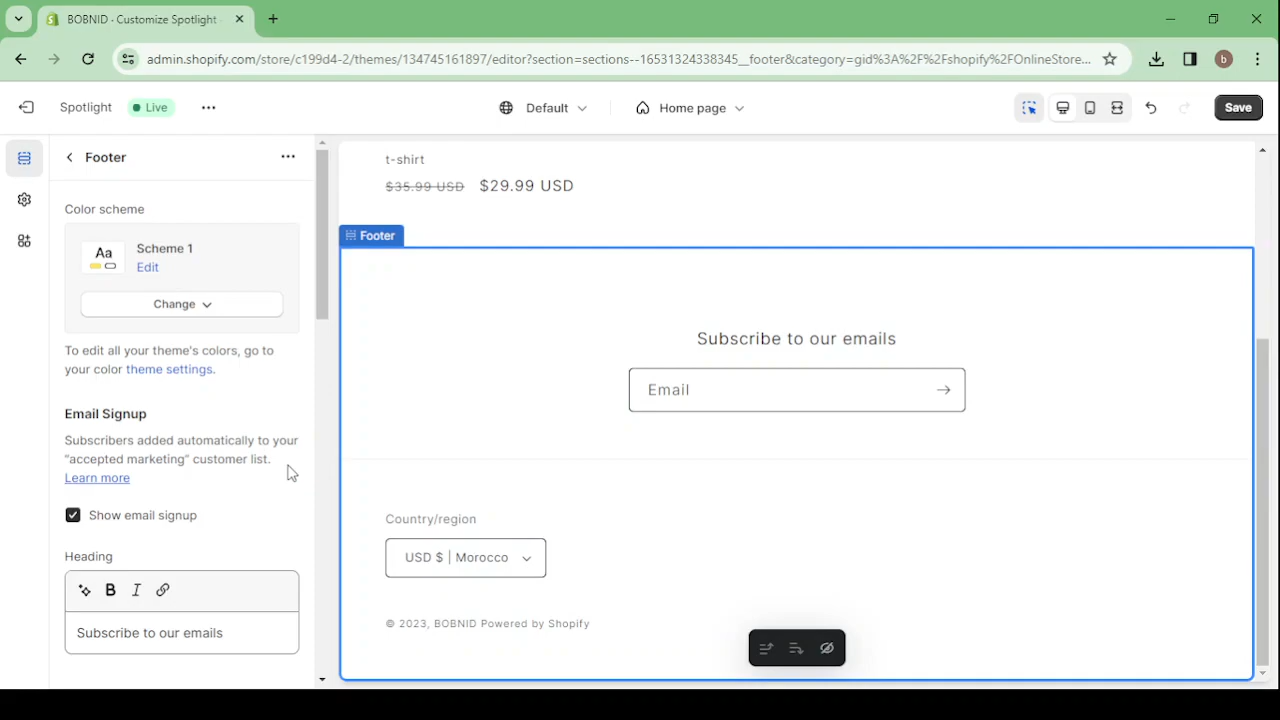 BOBNID - Customize Spotlight
admin.shopify.com/store/c199d4-2/themes/134745161897/editor?section=sections--16531324338345__footer&category=gid%3A%2F%2Fshopify%2FOnlineStore...
b
Spotlight
Live
Default
Home page
Save
Footer
Color scheme
Aa
Scheme 1
Edit
Change
To edit all your theme's colors, go to
your color theme settings.
Email Signup
Subscribers added automatically to your
"accepted marketing" customer list.
Learn more
Show email signup
Heading
B I
Subscribe to our emails
t-shirt
$35.99 USD $29.99 USD
Footer
Subscribe to our emails
Email
Country/region
USD $ | Morocco
© 2023, BOBNID Powered by Shopify